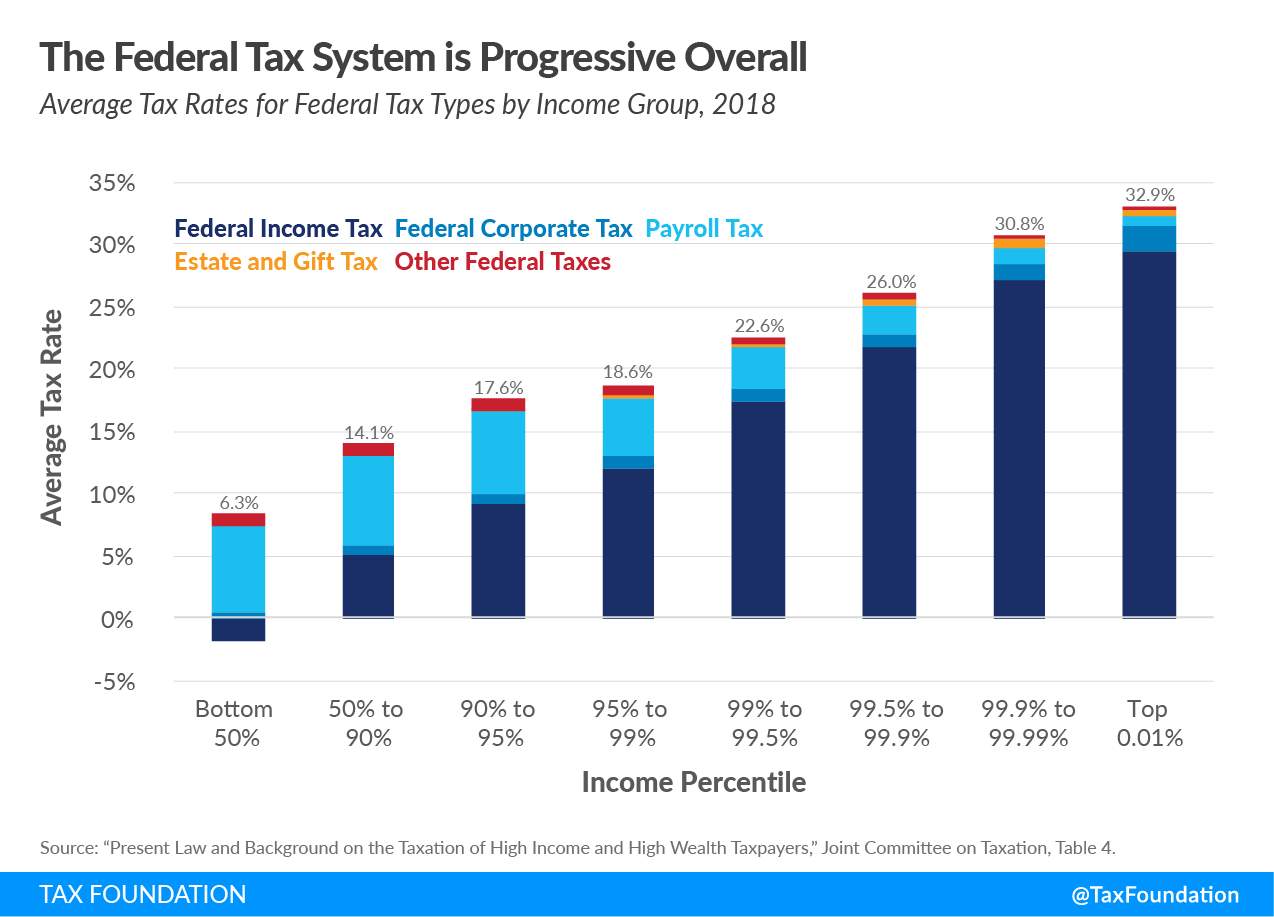 The Federal Tax System is Progressive Overall
Average Tax Rates for Federal Tax Types by Income Group, 2018
Average Tax Rate
35%
30%
25%
20%
15%
10%
5%
0%
-5%
Federal Income Tax Federal Corporate Tax Payroll Tax
Estate and Gift Tax Other Federal Taxes
6.3%
14.1%
17.6%
18.6%
22.6%
26.0%
30.8%
32.9%
Bottom
50%
50% to
90%
90% to
95%
95% to
99%
99% to
99.5%
99.5% to
99.9%
99.9% to
99.99%
Top
0.01%
Income Percentile
Source: “Present Law and Background on the Taxation of High Income and High Wealth Taxpayers,” Joint Committee on Taxation, Table 4.
TAX FOUNDATION
@TaxFoundation